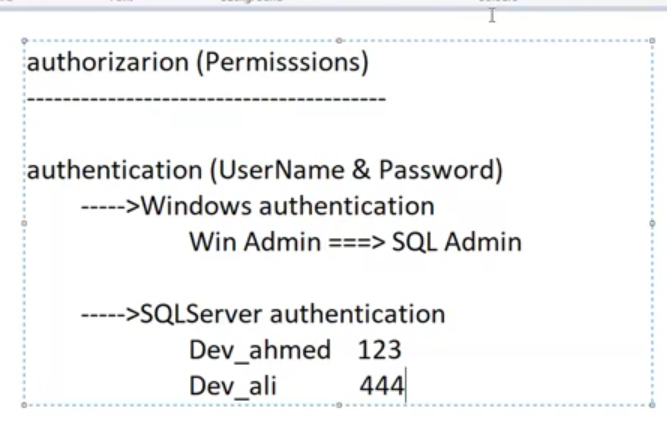 authorizarion (Permisssions)
----------------------------------------
authentication (UserName & Password)
----->Windows authentication
Win Admin ===> SQL Admin
----->SQLServer authentication
Dev_ahmed 123
Dev_ali 444